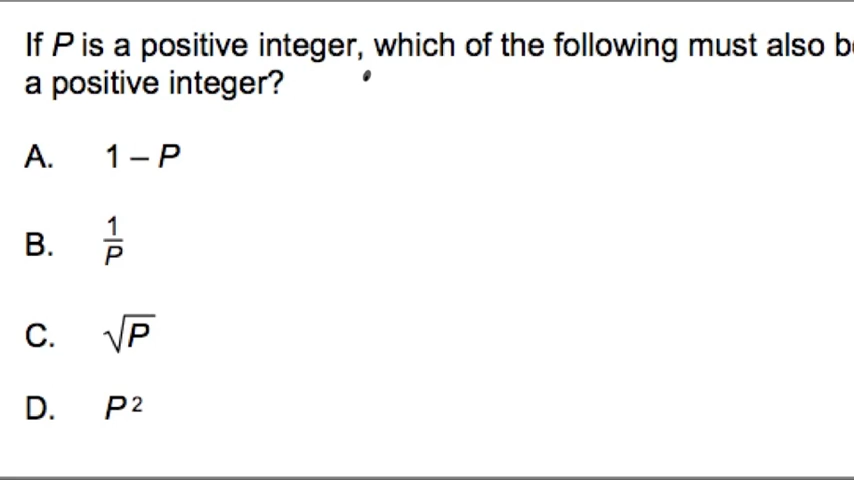 If P is a positive integer, which of the following must also
a positive integer?
A. 1 – P
B. 1/P
C. √P
D. P²